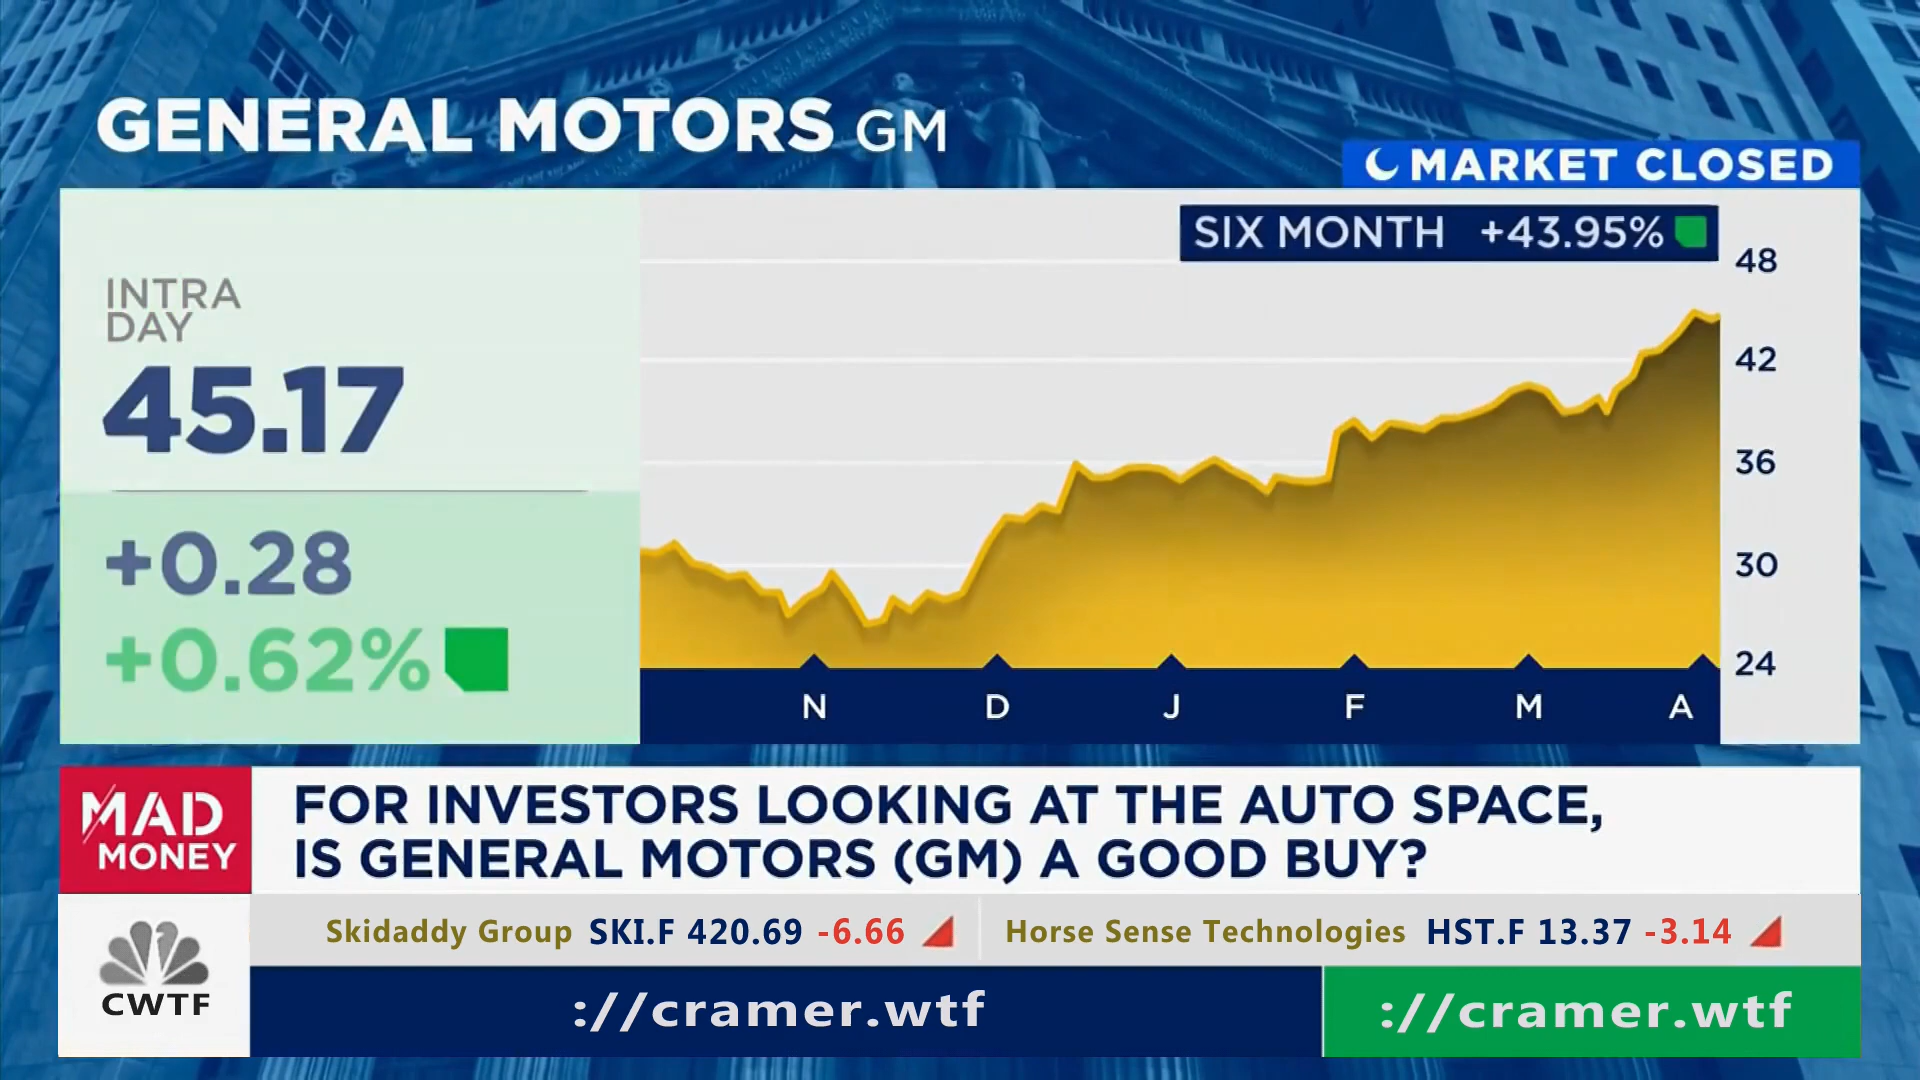 GENERAL MOTORS GM
MARKET CLOSED
SIX MONTH +43.95%
INTRA
DAY
45.17
+0.28
+0.62%
48
42
36
30
24
N D J F M A
MAD
MONEY
FOR INVESTORS LOOKING AT THE AUTO SPACE,
IS GENERAL MOTORS (GM) A GOOD BUY?
Skidaddy Group SKI.F 420.69 -6.66
Horse Sense Technologies HST.F 13.37 -3.14
CWTF
://cramer.wtf
://cramer.wtf